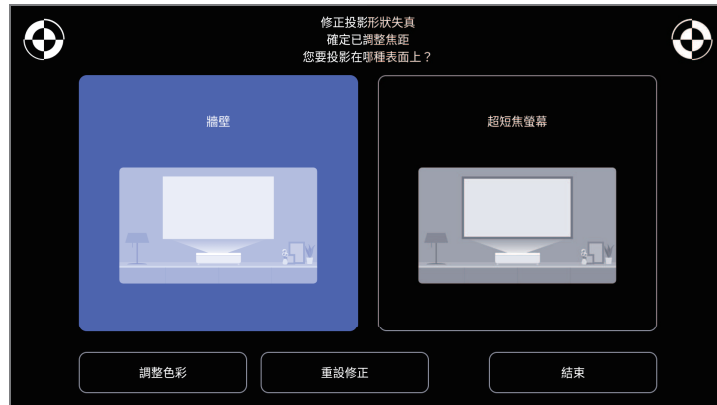 修正投影形狀失真
確定已調整焦距
您要投影在哪種表面上？
牆壁
超短焦螢幕
調整色彩
重設修正
結束